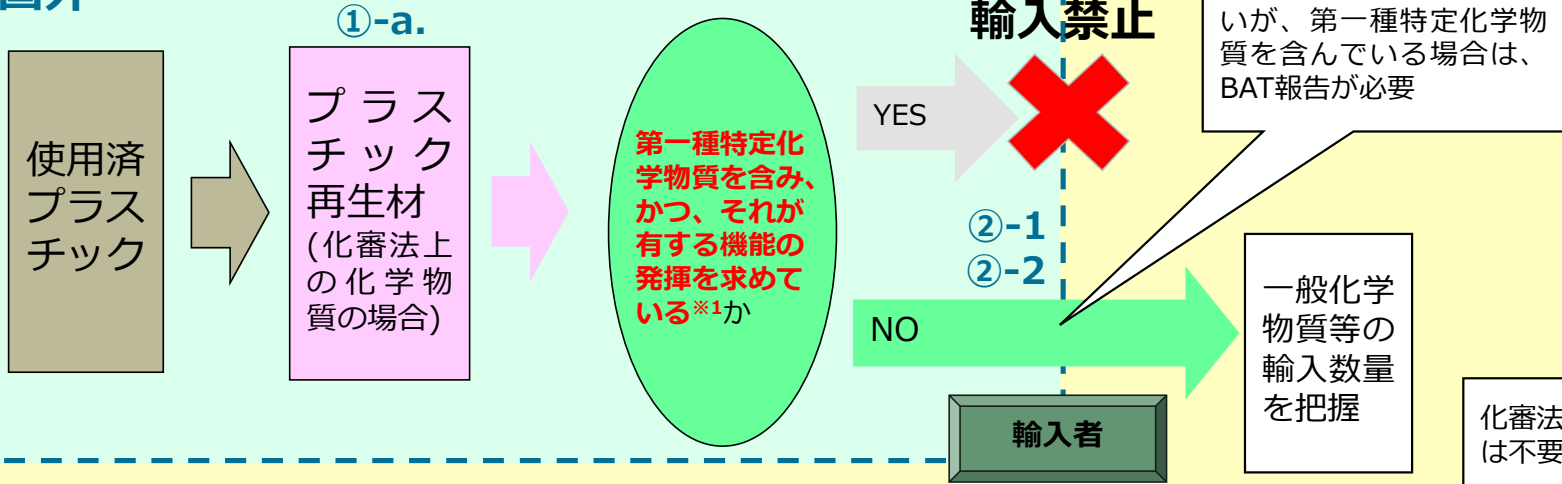 ①-a.
輸入禁止
いが、第一種特定化学物
質を含んでいる場合は、
BAT報告が必要
使用済
プラス
チック
プラス
チック
再生材
(化審法上
の化学物
質の場合)
第一種特定化
学物質を含み、
かつ、それが
有する機能の
発揮を求めて
いる※1か
YES
②-1
②-2
NO
一般化学
物質等の
輸入数量
を把握
輸入者
化審法
は不要